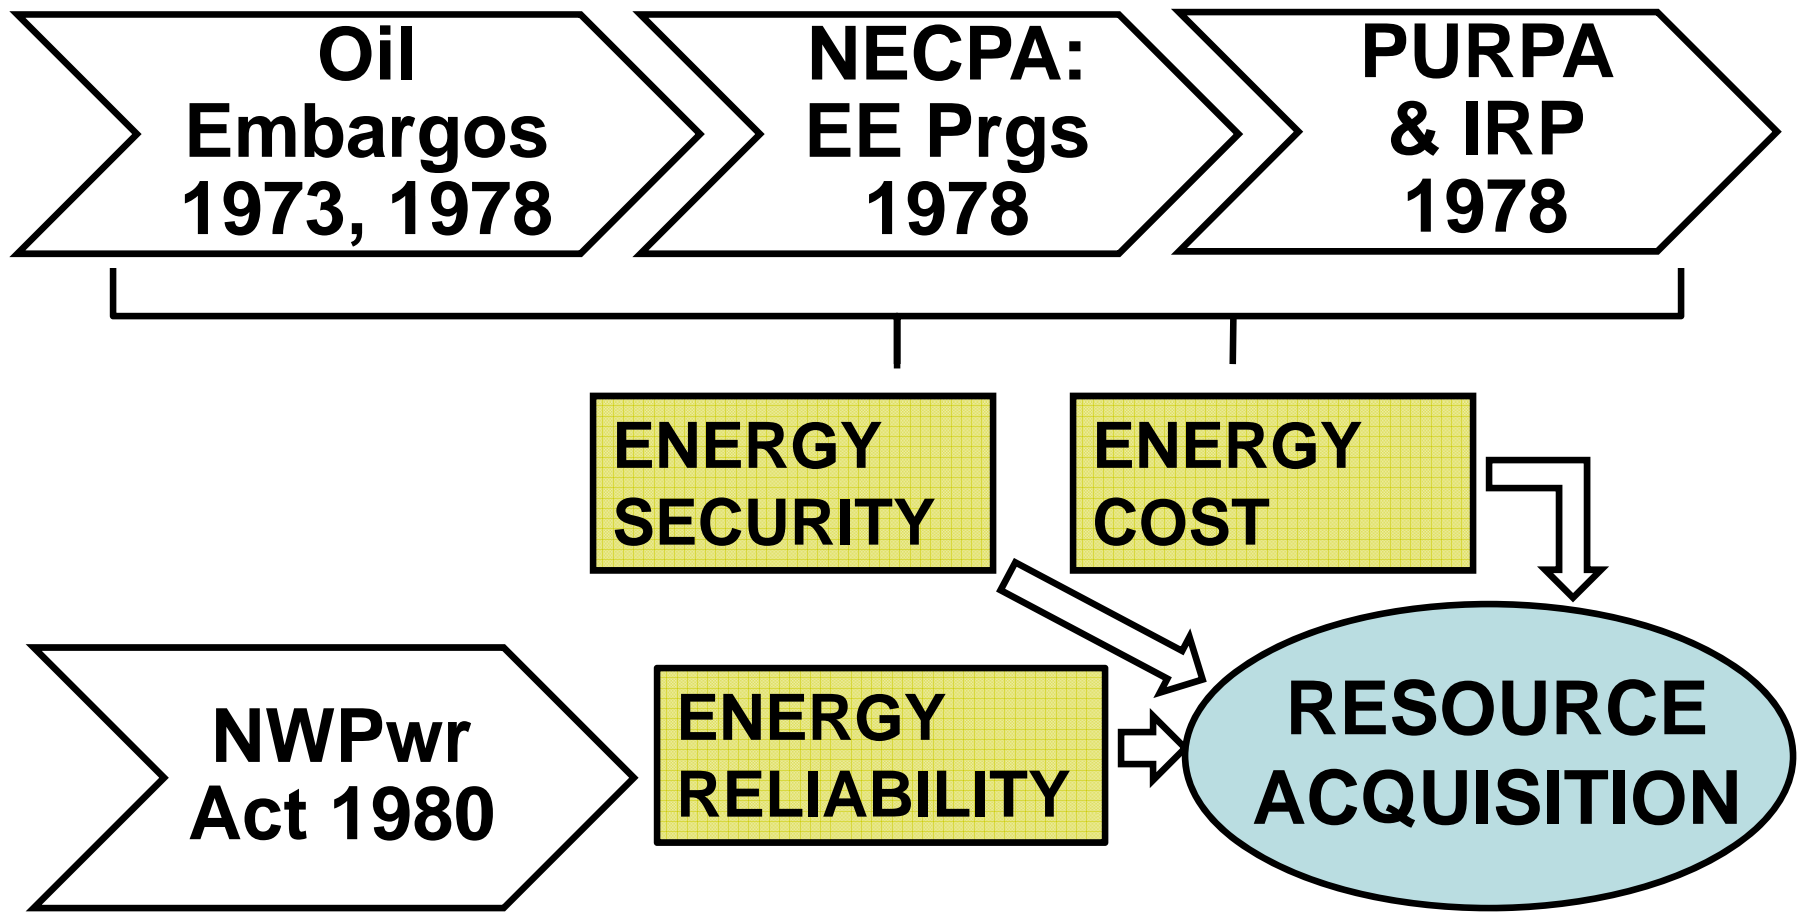 Oil
Embargos
1973, 1978
NECPA:
EE Prgs
1978
PURPA
& IRP
1978
ENERGY
SECURITY
ENERGY
COST
NWPwr
Act 1980
ENERGY
RELIABILITY
RESOURCE
ACQUISITION